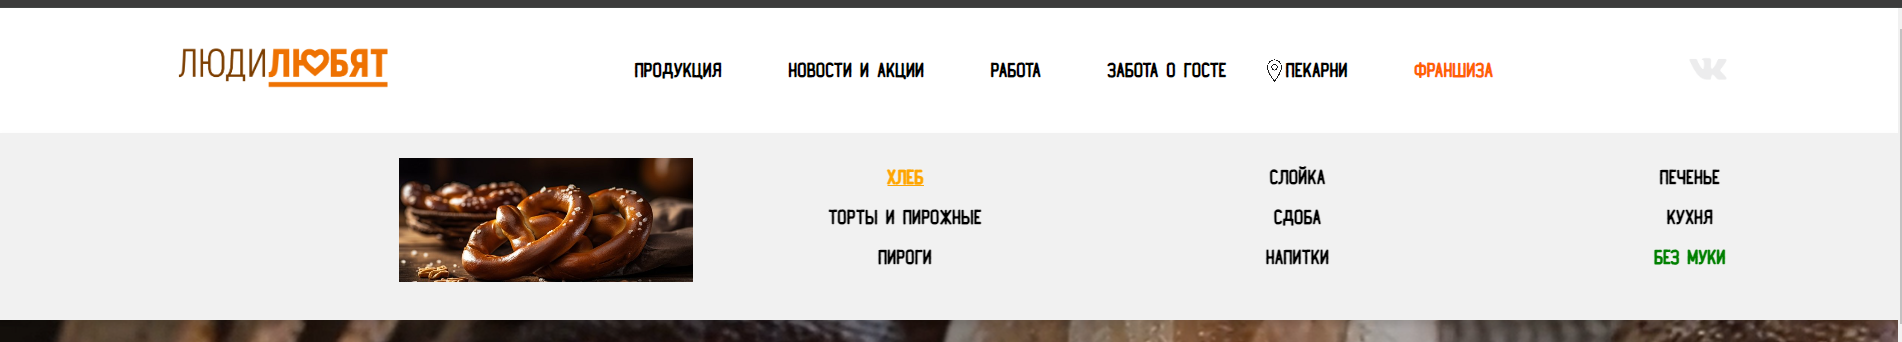 ЛЮДИЛЮБЯТ
ПРОДУКЦИЯ НОВОСТИ И АКЦИИ РАБОТА ЗАБОТА О ГОСТЕ ПЕКАРНИ ФРАНШИЗА
ХЛЕБ СЛОЙКА ПЕЧЕНЬЕ
ТОРТЫ И ПИРОЖНЫЕ СДОБА КУХНЯ
ПИРОГИ НАПИТКИ БЕЗ МУКИ